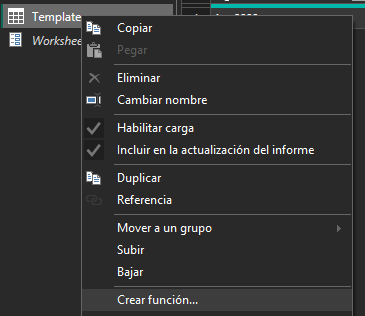 Template
Copiar
Workshee
Pegar
Eliminar
Cambiar nombre
Habilitar carga
Incluir en la actualización del informe
Duplicar
Referencia
Mover a un grupo
Subir
Bajar
Crear función...